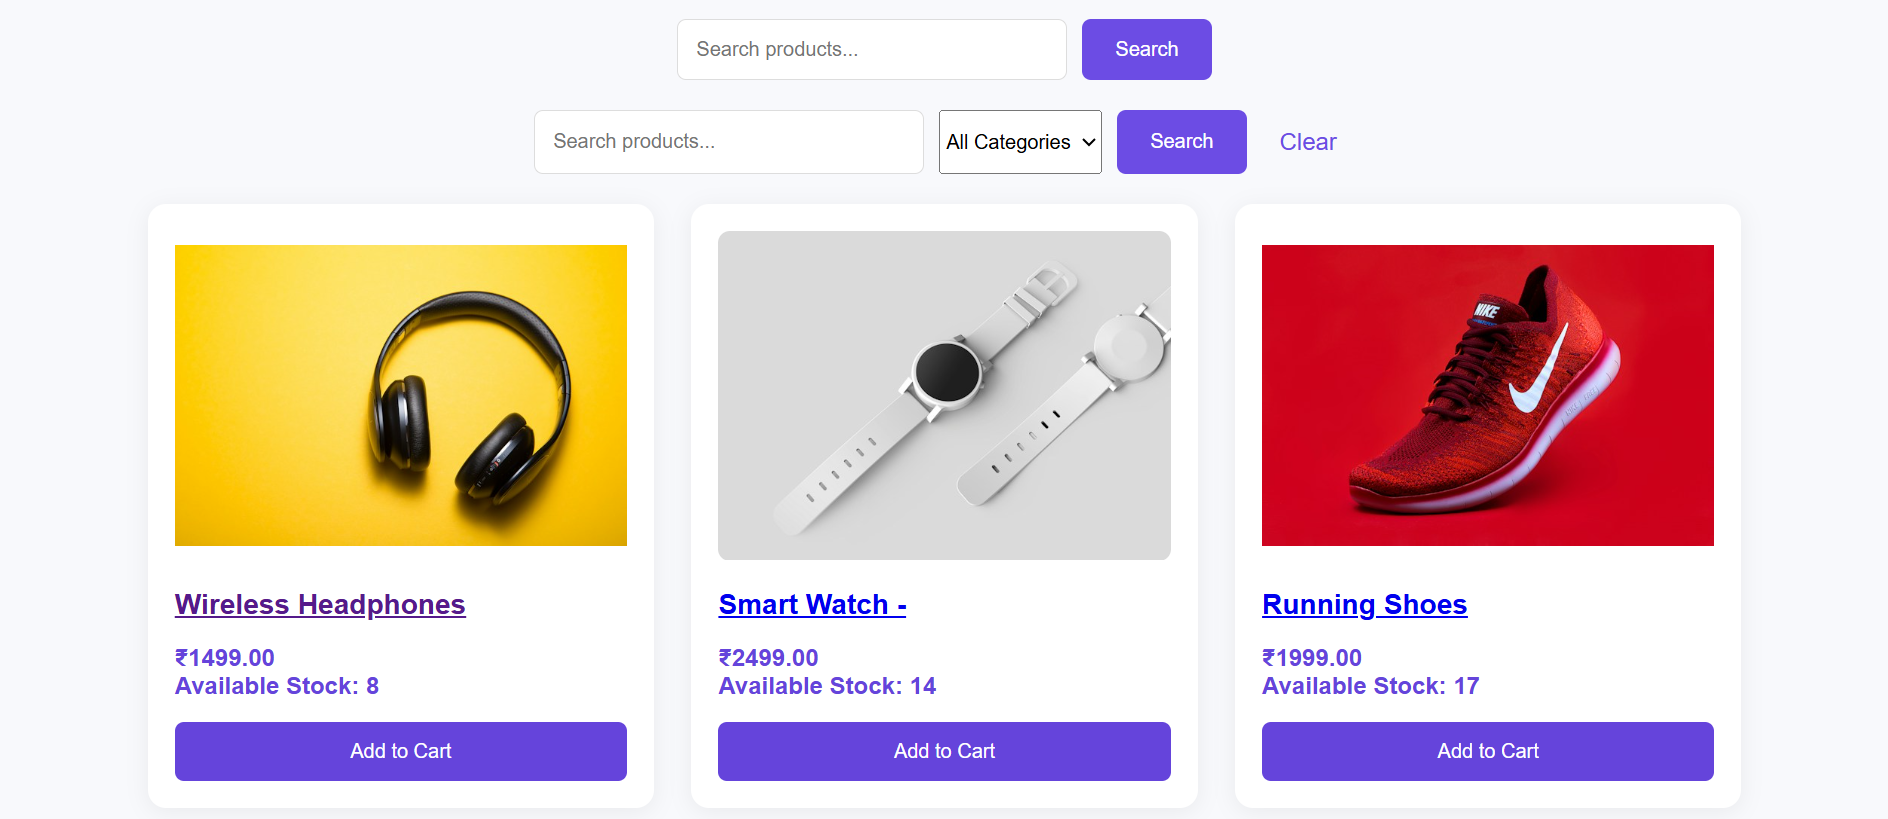 Search products...
Search
Search products...
All Categories
Search
Clear
NIKE
Wireless Headphones
₹1499.00
Available Stock: 8
Add to Cart
Smart Watch -
₹2499.00
Available Stock: 14
Add to Cart
Running Shoes
₹1999.00
Available Stock: 17
Add to Cart